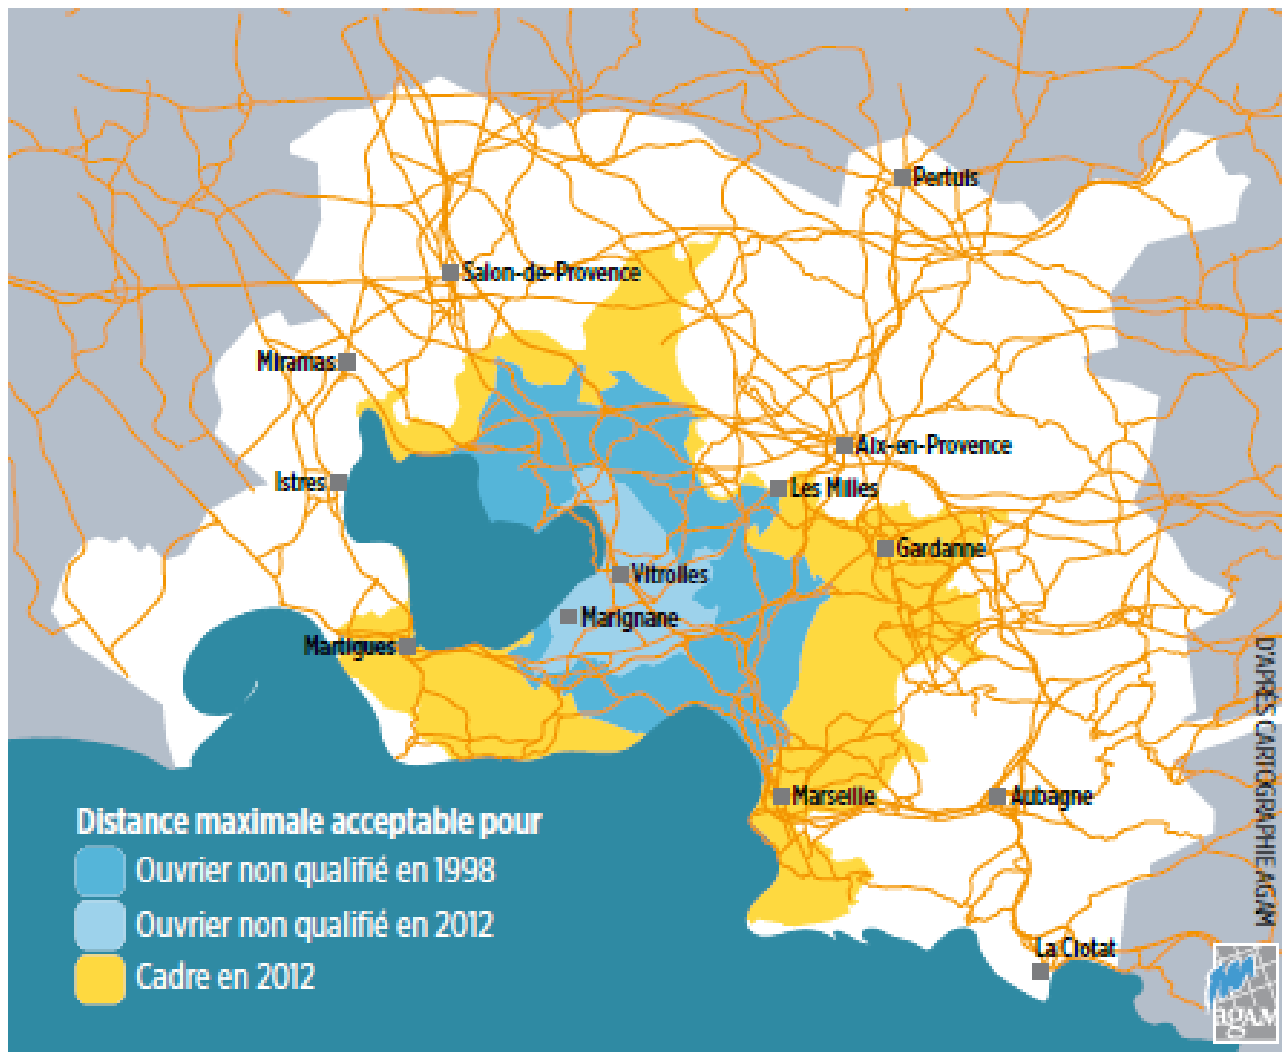 Pertuis
Salon-de-Provence
Miramas
Aix-en-Provence
Istres
Les Milles
Gardanne
Vitrolles
Marignane
Martigues
Marseille
Aubagne
La Ciotat
Distance maximale acceptable pour
Ouvrier non qualifié en 1998
Ouvrier non qualifié en 2012
Cadre en 2012
D'APRÈS CARTOGRAPHIE AGAM
agam